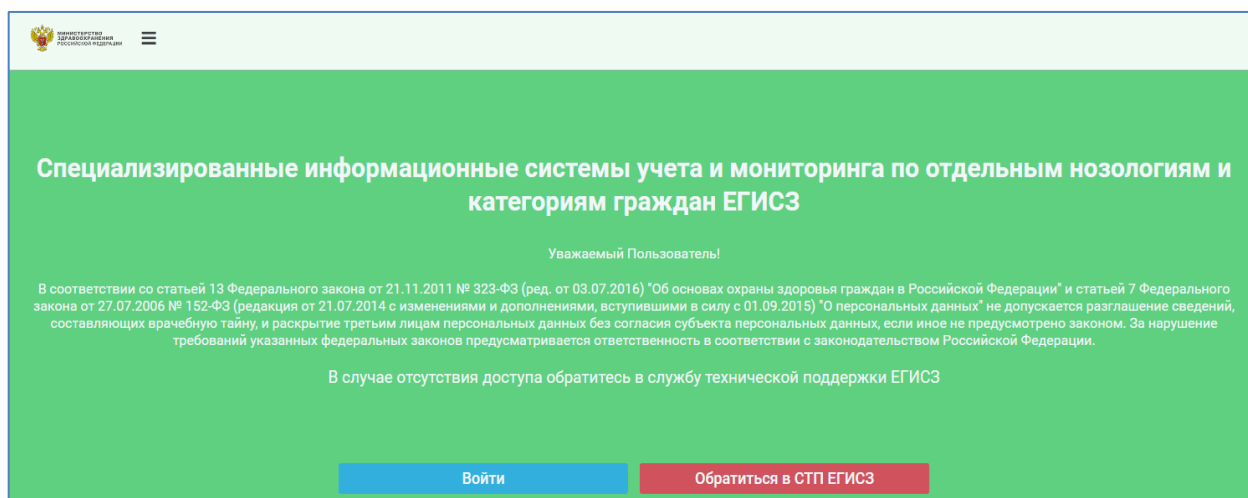 МИНИСТЕРСТВО
ЗДРАВООХРАНЕНИЯ
РОССИЙСКОЙ ФЕДЕРАЦИИ
Специализированные информационные системы учета и мониторинга по отдельным нозологиям и
категориям граждан ЕГИСЗ
Уважаемый Пользователь!
В соответствии со статьей 13 Федерального закона от 21.11.2011 № 323-ФЗ (ред. от 03.07.2016) "Об основах охраны здоровья граждан в Российской Федерации" и статьей 7 Федерального
закона от 27.07.2006 № 152-ФЗ (редакция от 21.07.2014 с изменениями и дополнениями, вступившими в силу с 01.09.2015) "О персональных данных" не допускается разглашение сведений,
составляющих врачебную тайну, и раскрытие третьим лицам персональных данных без согласия субъекта персональных данных, если иное не предусмотрено законом. За нарушение
требований указанных федеральных законов предусматривается ответственность в соответствии с законодательством Российской Федерации.
В случае отсутствия доступа обратитесь в службу технической поддержки ЕГИСЗ
Войти
Обратиться в СТП ЕГИСЗ